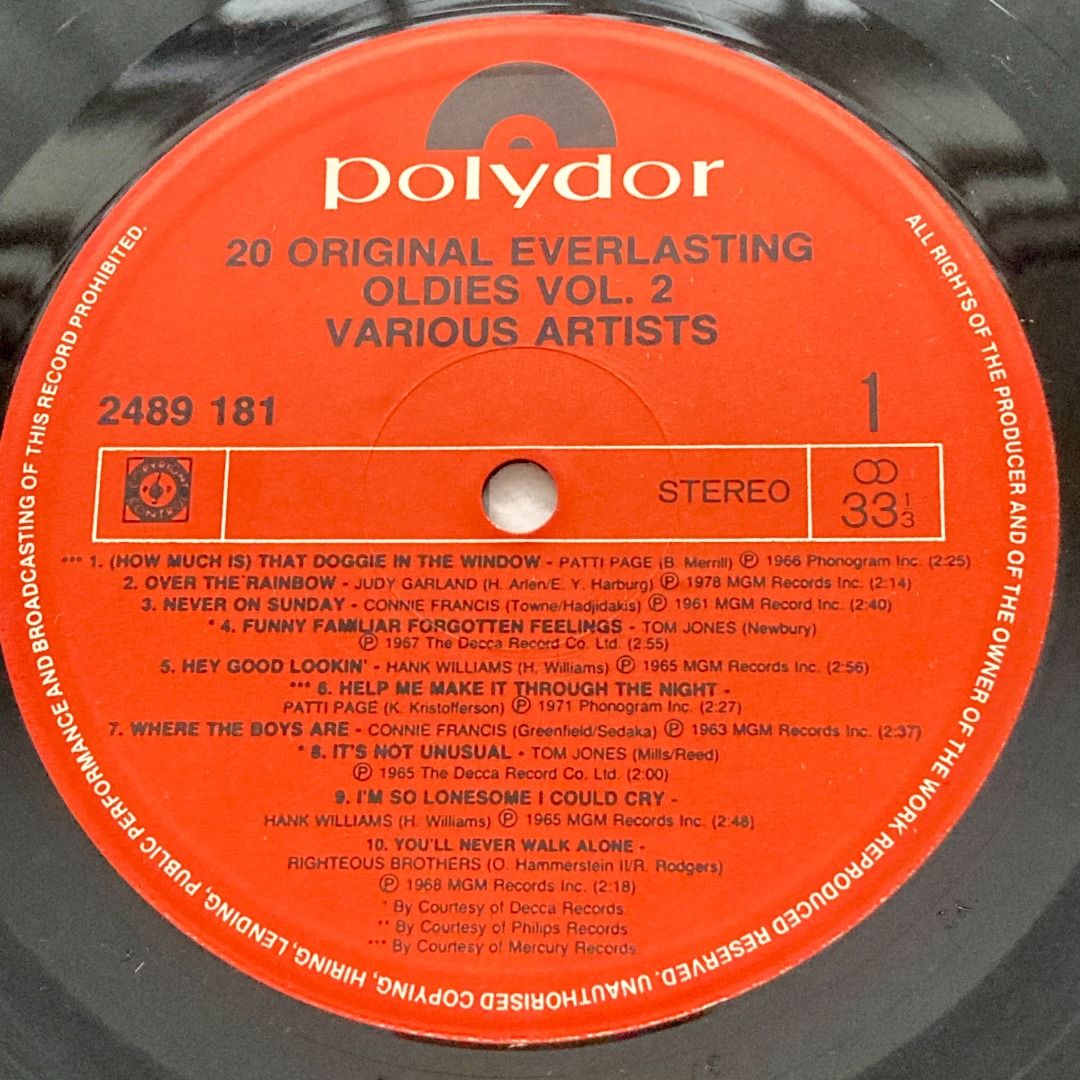 polydor
20 ORIGINAL EVERLASTING
OLDIES VOL. 2
VARIOUS ARTISTS
2489 181
1
STEREO
33 1/3
*** 1. (HOW MUCH IS) THAT DOGGIE IN THE WINDOW - PATTI PAGE (B. Merrill) ℗ 1966 Phonogram Inc. (2:25)
2. OVER THE RAINBOW - JUDY GARLAND (H. Arlen/E. Y. Harburg) ℗ 1978 MGM Records Inc. (2:14)
3. NEVER ON SUNDAY - CONNIE FRANCIS (Towne/Hadjidakis) ℗ 1961 MGM Record Inc. (2:40)
* 4. FUNNY FAMILIAR FORGOTTEN FEELINGS - TOM JONES (Newbury)
℗ 1967 The Decca Record Co. Ltd. (2:55)
5. HEY GOOD LOOKIN' - HANK WILLIAMS (H. Williams) ℗ 1965 MGM Records Inc. (2:56)
*** 6. HELP ME MAKE IT THROUGH THE NIGHT -
PATTI PAGE (K. Kristofferson) ℗ 1971 Phonogram Inc. (2:27)
7. WHERE THE BOYS ARE - CONNIE FRANCIS (Greenfield/Sedaka) ℗ 1963 MGM Records Inc. (2:37)
* 8. IT'S NOT UNUSUAL - TOM JONES (Mills/Reed)
℗ 1965 The Decca Record Co. Ltd. (2:00)
9. I'M SO LONESOME I COULD CRY -
HANK WILLIAMS (H. Williams) ℗ 1965 MGM Records Inc. (2:48)
10. YOU'LL NEVER WALK ALONE -
RIGHTEOUS BROTHERS (O. Hammerstein II/R. Rodgers)
℗ 1968 MGM Records Inc. (2:18)
* By Courtesy of Decca Records
** By Courtesy of Philips Records
*** By Courtesy of Mercury Records
ALL RIGHTS OF THE PRODUCER AND OF THE OWNER OF THE WORK REPRODUCED RESERVED. UNAUTHORISED COPYING, HIRING, LENDING, PUBLIC PERFORMANCE AND BROADCASTING OF THIS RECORD PROHIBITED.